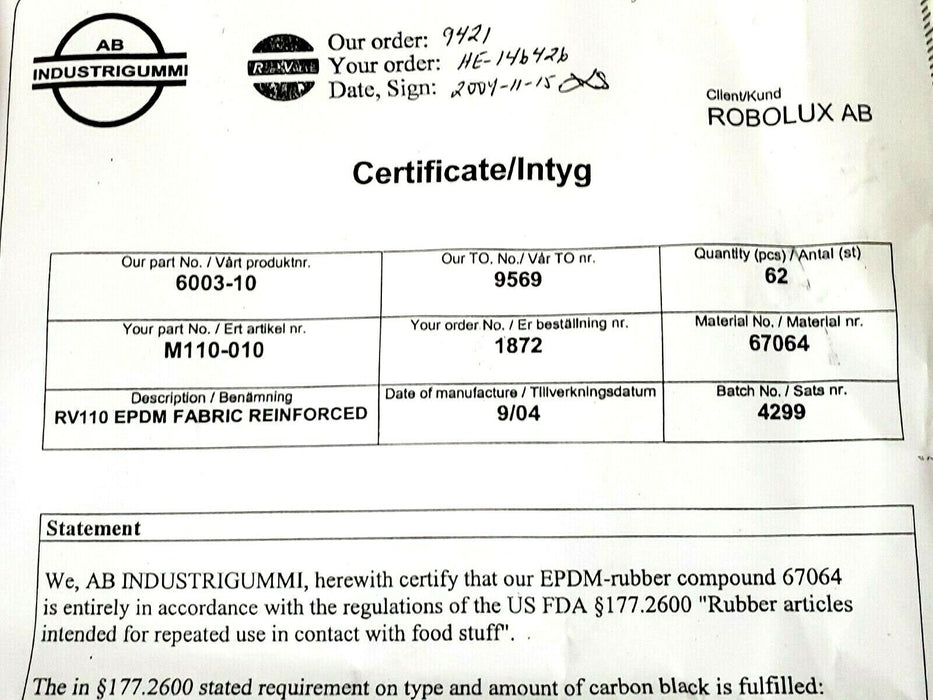 AB
INDUSTRIGUMMI
Our order: 9421
Your order: HE-14642b
Date, Sign: 2004-11-15
Client/Kund
ROBOLUX AB
Certificate/Intyg
Our part No. / Vårt produktnr.
6003-10
Our TO. No./ Vår TO nr.
9569
Quantity (pcs) / Antal (st)
62
Your part No. / Ert artikel nr.
M110-010
Your order No. / Er beställning nr.
1872
Material No. / Material nr.
67064
Description / Benämning
RV110 EPDM FABRIC REINFORCED
Date of manufacture / Tillverkningsdatum
9/04
Batch No. / Sats nr.
4299
Statement
We, AB INDUSTRIGUMMI, herewith certify that our EPDM-rubber compound 67064
is entirely in accordance with the regulations of the US FDA §177.2600 "Rubber articles
intended for repeated use in contact with food stuff".
The in §177.2600 stated requirement on type and amount of carbon black is fulfilled: